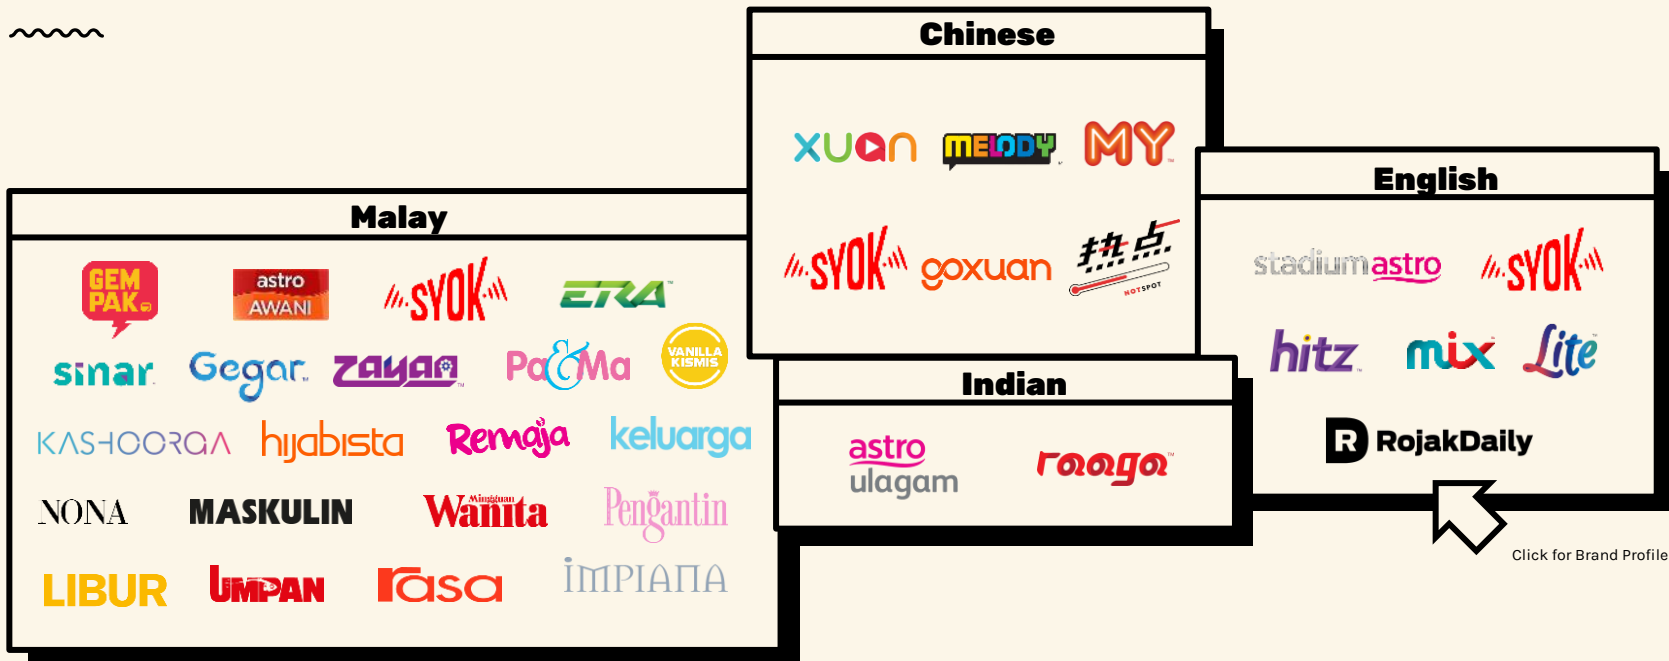 Chinese
XUAN
MELODY
MY
SYOK
goxuan
热点
HOTSPOT
Malay
GEM
PAK
astro
AWANI
SYOK
ERA
sinar
Gegar
ZAYAN
Pa&Ma
VANILLA
KISMIS
KASHOORGA
hijabista
Remaja
keluarga
NONA
MASKULIN
Mingguan
Wanita
Pengantin
LIBUR
UMPAN
rasa
IMPIANA
English
stadiumastro
SYOK
hitz
mix
Lite
R RojakDaily
Indian
astro
ulagam
raaga
Click for Brand Profile